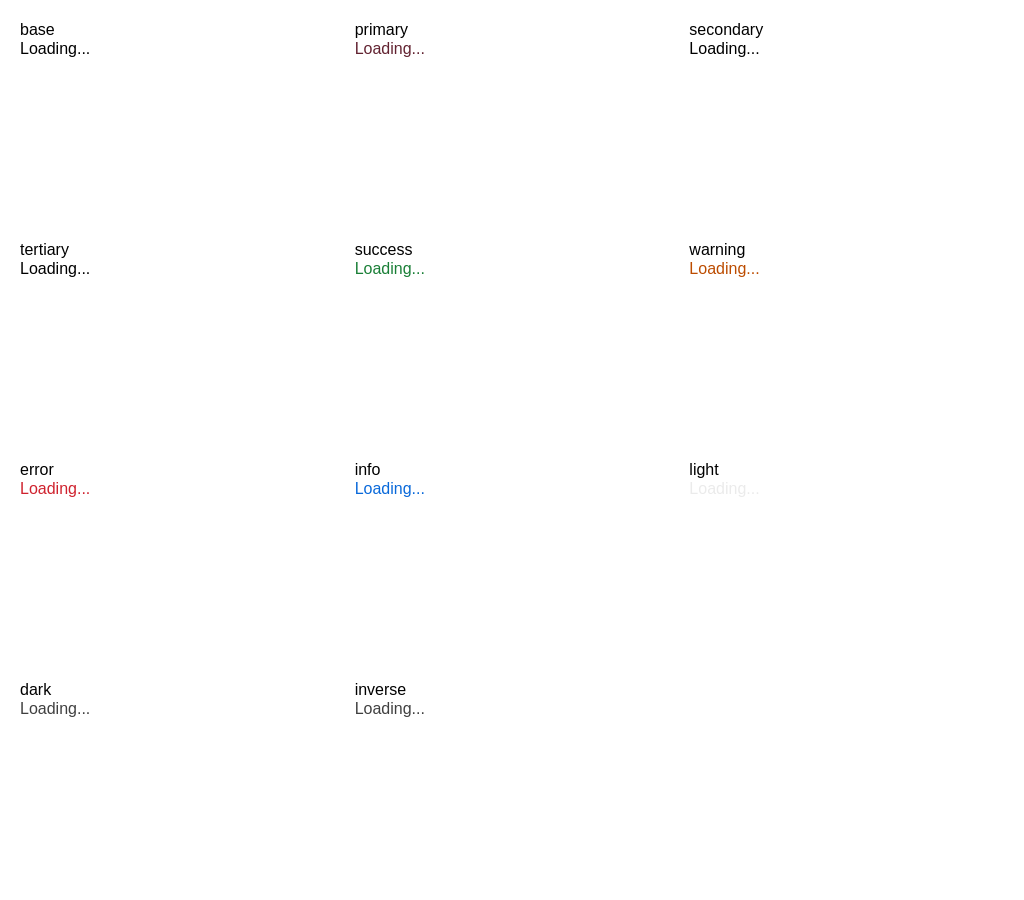 base
Loading...
primary
Loading...
secondary
Loading...
tertiary
Loading...
success
Loading...
warning
Loading...
error
Loading...
info
Loading...
light
Loading...
dark
Loading...
inverse
Loading...